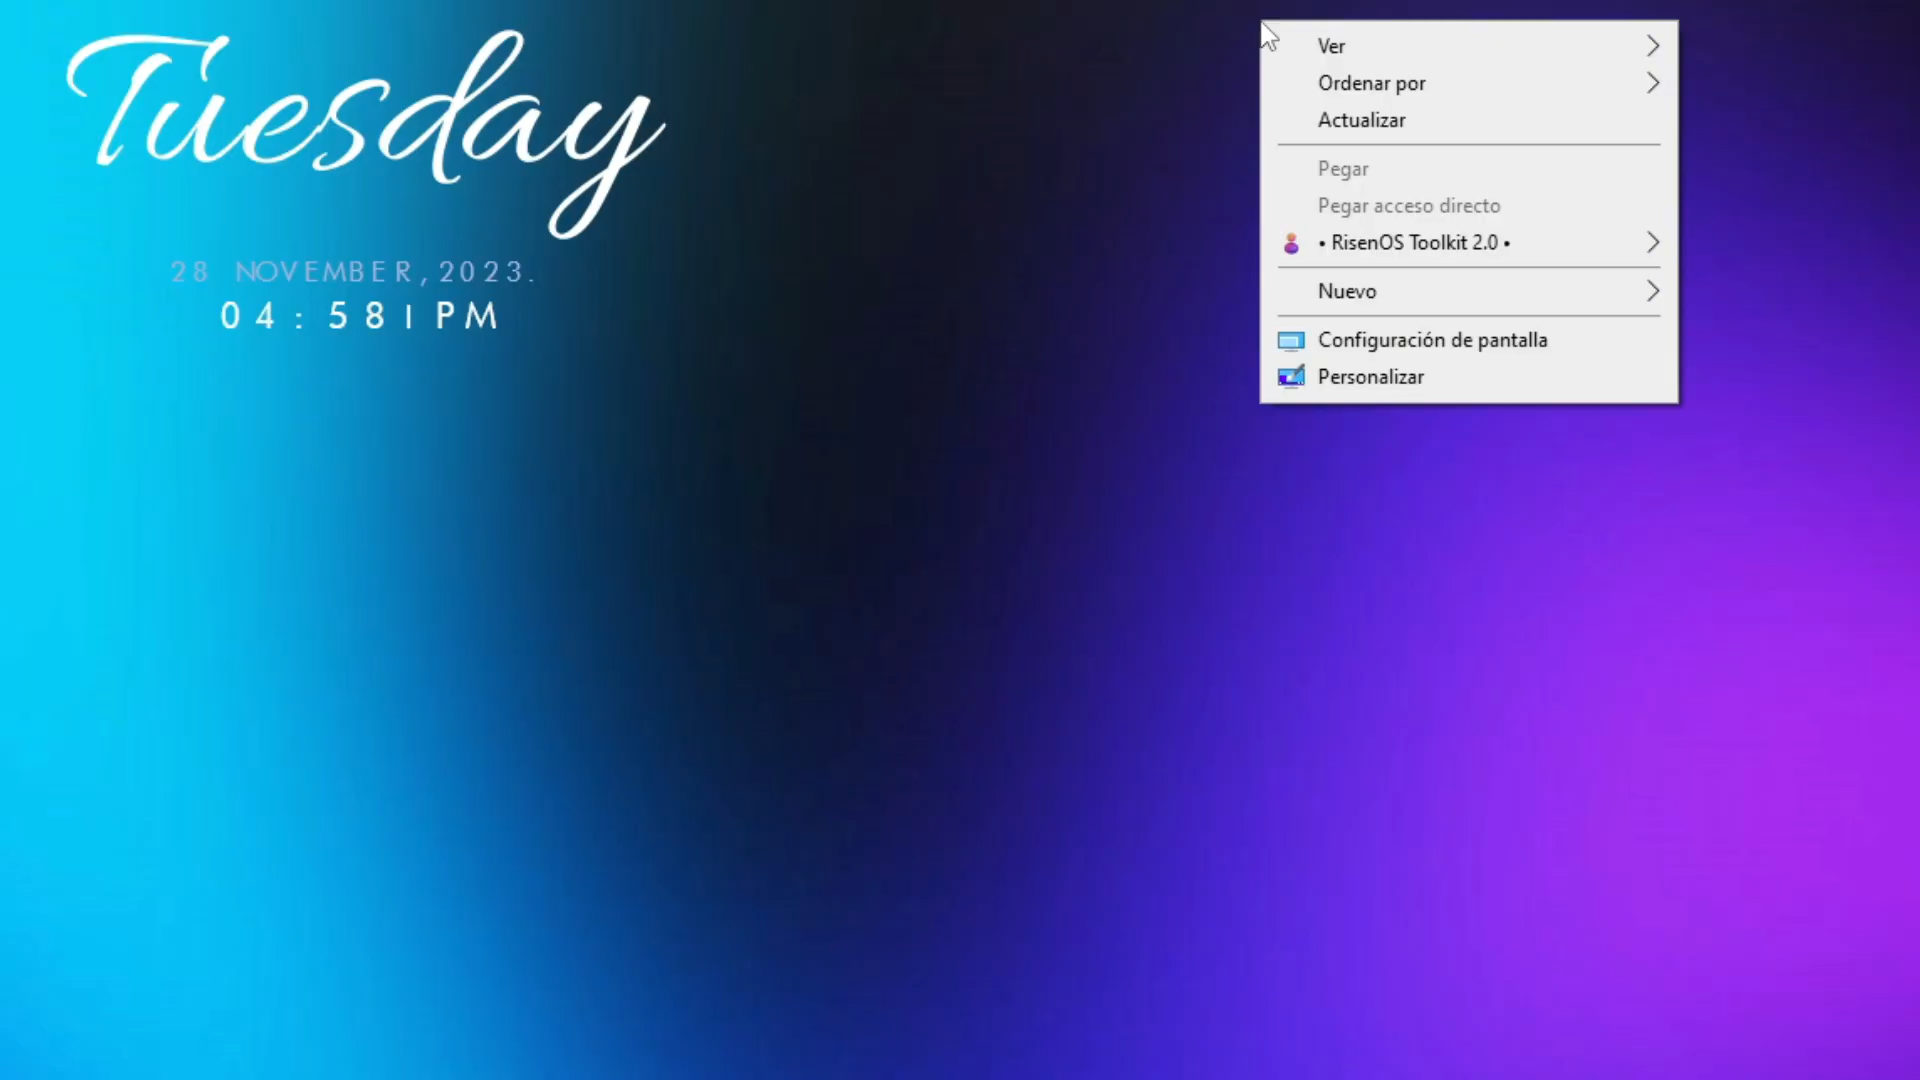 Tuesday
28 NOVEMBER, 2023.
04: 58 | PM
Ver
Ordenar por
Actualizar
Pegar
Pegar acceso directo
• RisenOS Toolkit 2.0 •
Nuevo
Configuración de pantalla
Personalizar